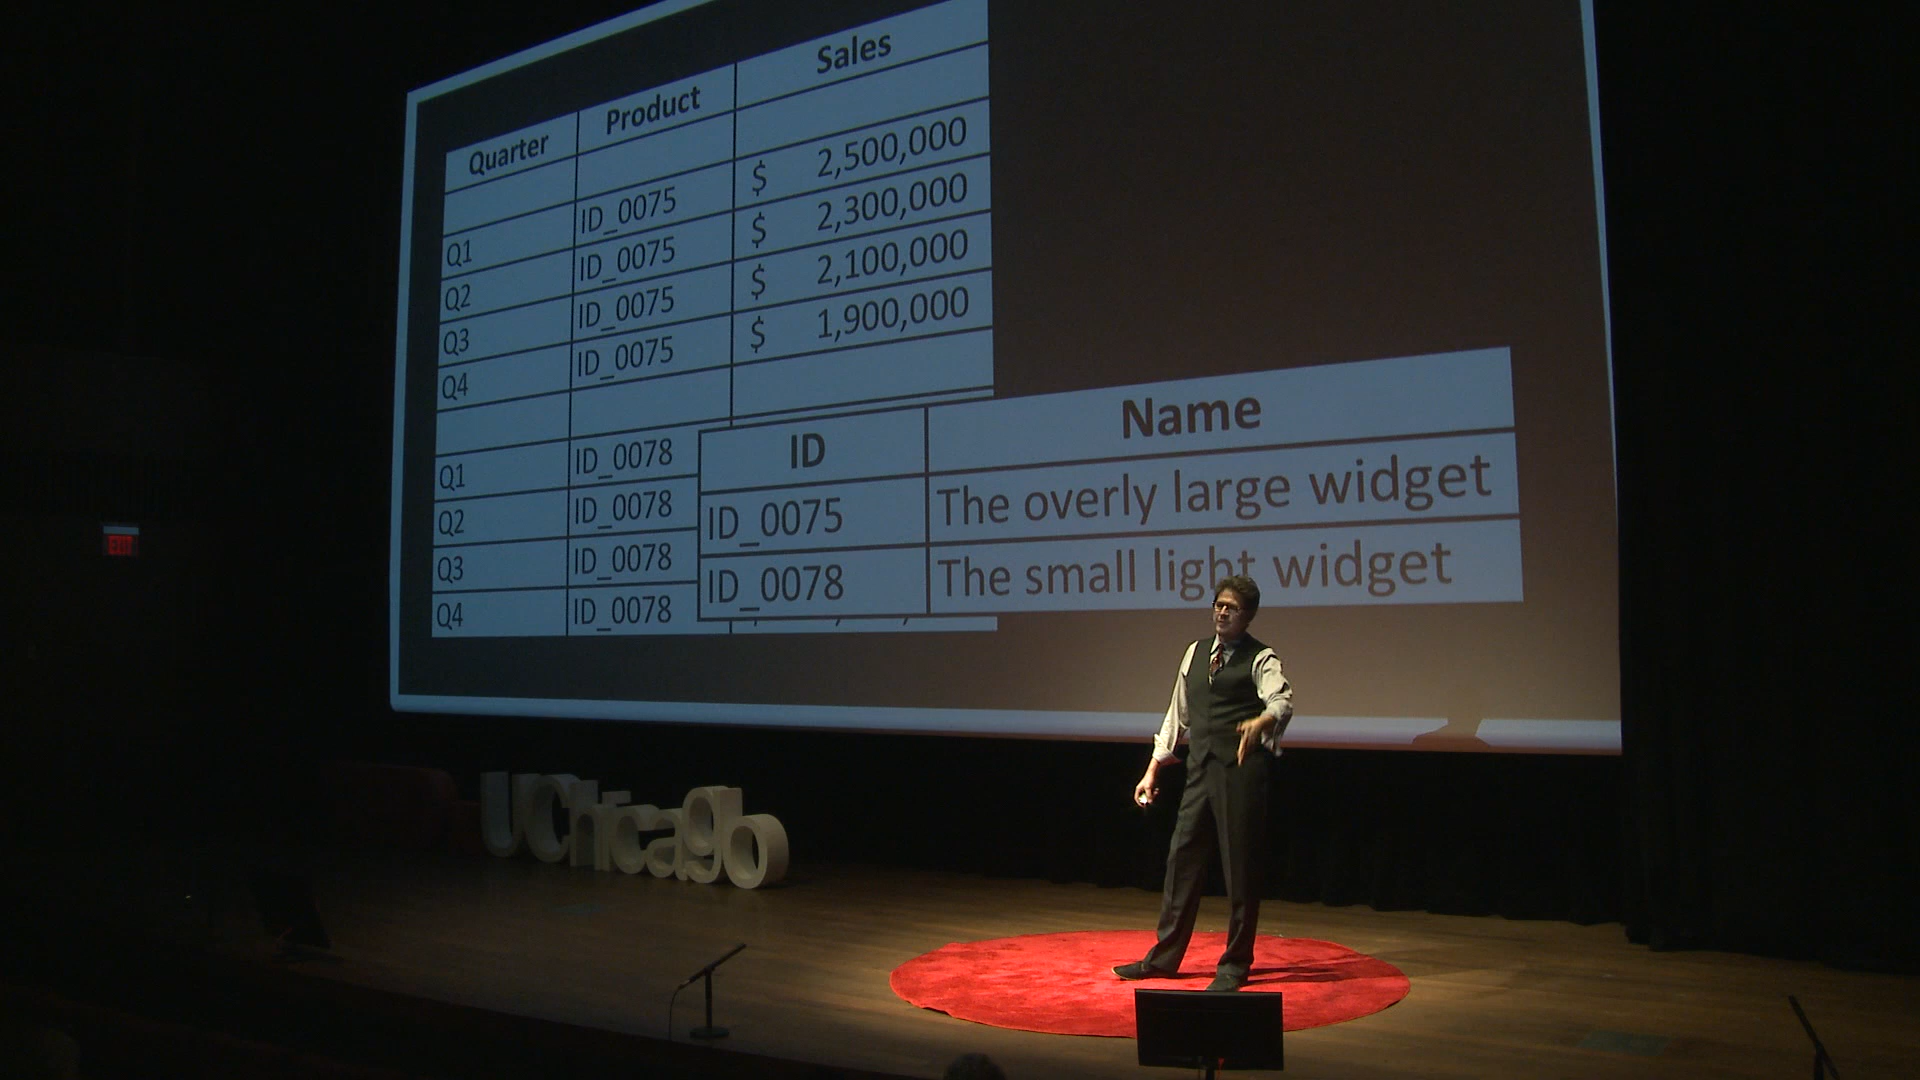 Quarter Product Sales
Q1 ID_0075 $ 2,500,000
Q2 ID_0075 $ 2,300,000
Q3 ID_0075 $ 2,100,000
Q4 ID_0075 $ 1,900,000
Q1 ID_0078
Q2 ID_0078
Q3 ID_0078
Q4 ID_0078
ID Name
ID_0075 The overly large widget
ID_0078 The small light widget
EXIT
UChicago